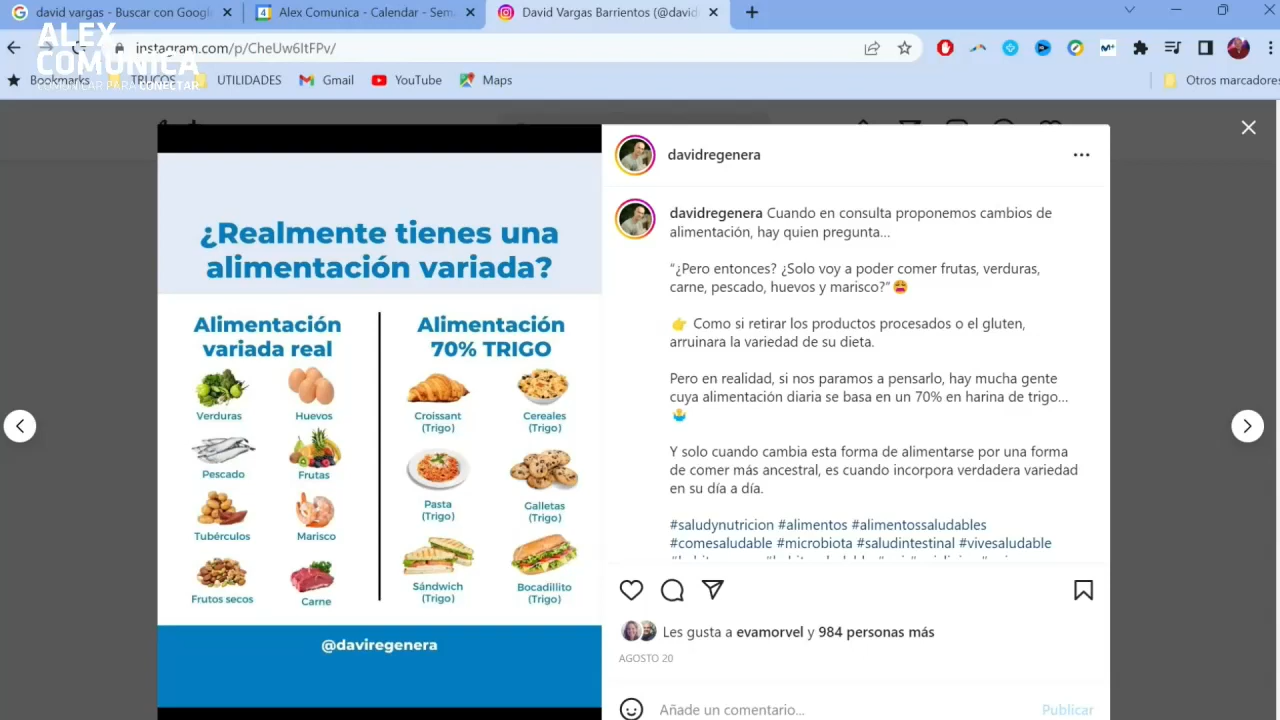 david vargas - Buscar con Google
Alex Comunica - Calendar - Sem
David Vargas Barrientos (@david
ALEX
COMUNICA
COMUNICAR PARA CONECTAR
instagram.com/p/CheUw6ItFPv/
Bookmarks
TRUCOS
UTILIDADES
Gmail
YouTube
Maps
Otros marcadores
¿Realmente tienes una
alimentación variada?
Alimentación
variada real
Verduras
Huevos
Pescado
Frutas
Tubérculos
Marisco
Frutos secos
Carne
Alimentación
70% TRIGO
Croissant
(Trigo)
Cereales
(Trigo)
Pasta
(Trigo)
Galletas
(Trigo)
Sándwich
(Trigo)
Bocadillito
(Trigo)
@daviregenera
davidregenera
davidregenera Cuando en consulta proponemos cambios de
alimentación, hay quien pregunta...
“¿Pero entonces? ¿Solo voy a poder comer frutas, verduras,
carne, pescado, huevos y marisco?” 😩
👉 Como si retirar los productos procesados o el gluten,
arruinara la variedad de su dieta.
Pero en realidad, si nos paramos a pensarlo, hay mucha gente
cuya alimentación diaria se basa en un 70% en harina de trigo...
🤷‍♂️
Y solo cuando cambia esta forma de alimentarse por una forma
de comer más ancestral, es cuando incorpora verdadera variedad
en su día a día.
#saludynutricion #alimentos #alimentossaludables
#comesaludable #microbiota #saludintestinal #vivesaludable
Les gusta a evamorvel y 984 personas más
AGOSTO 20
Añade un comentario...
Publicar